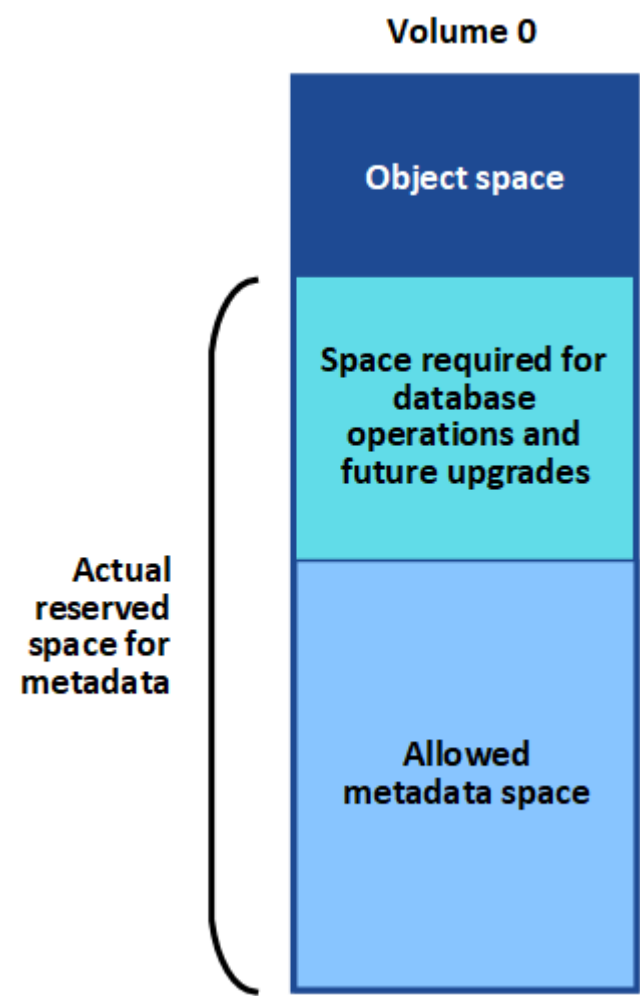 Volume 0
Object space
Space required for
database
operations and
future upgrades
Actual
reserved
space for
metadata
Allowed
metadata space